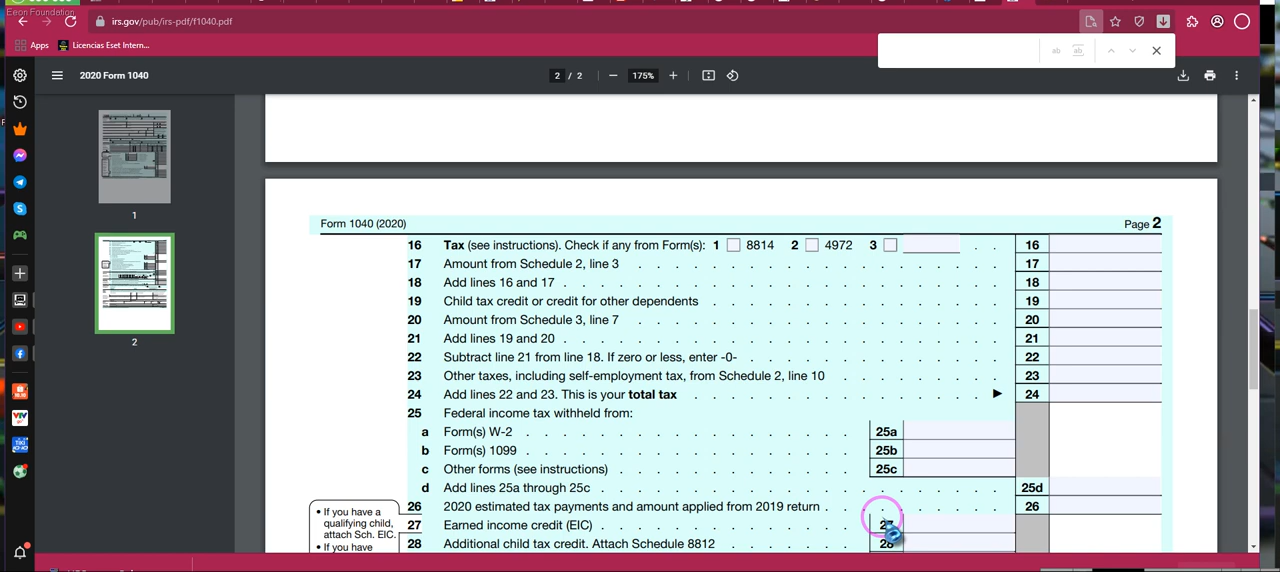 Eeon Foundation
irs.gov/pub/irs-pdf/f1040.pdf
Apps Licencias Eset Intern...
ab ab
2020 Form 1040 2 / 2 175%
1
2
Form 1040 (2020) Page 2
16 Tax (see instructions). Check if any from Form(s): 1 8814 2 4972 3 . . 16
17 Amount from Schedule 2, line 3 . . . . . . . . . . . . . . . . . . 17
18 Add lines 16 and 17 . . . . . . . . . . . . . . . . . . . . . 18
19 Child tax credit or credit for other dependents . . . . . . . . . . . . . . . 19
20 Amount from Schedule 3, line 7 . . . . . . . . . . . . . . . . . . 20
21 Add lines 19 and 20 . . . . . . . . . . . . . . . . . . . . . 21
22 Subtract line 21 from line 18. If zero or less, enter -0- . . . . . . . . . . . . . 22
23 Other taxes, including self-employment tax, from Schedule 2, line 10 . . . . . . . . . 23
24 Add lines 22 and 23. This is your total tax . . . . . . . . . . . . . . . ► 24
25 Federal income tax withheld from:
a Form(s) W-2 . . . . . . . . . . . . . . . . . 25a
b Form(s) 1099 . . . . . . . . . . . . . . . . . 25b
c Other forms (see instructions) . . . . . . . . . . . . 25c
d Add lines 25a through 25c . . . . . . . . . . . . . . . . . . . . 25d
26 2020 estimated tax payments and amount applied from 2019 return . . . . . . . . . . 26
• If you have a
qualifying child,
attach Sch. EIC.
• If you have
27 Earned income credit (EIC) . . . . . . . . . . . . . 27
28 Additional child tax credit. Attach Schedule 8812 . . . . . . . 28